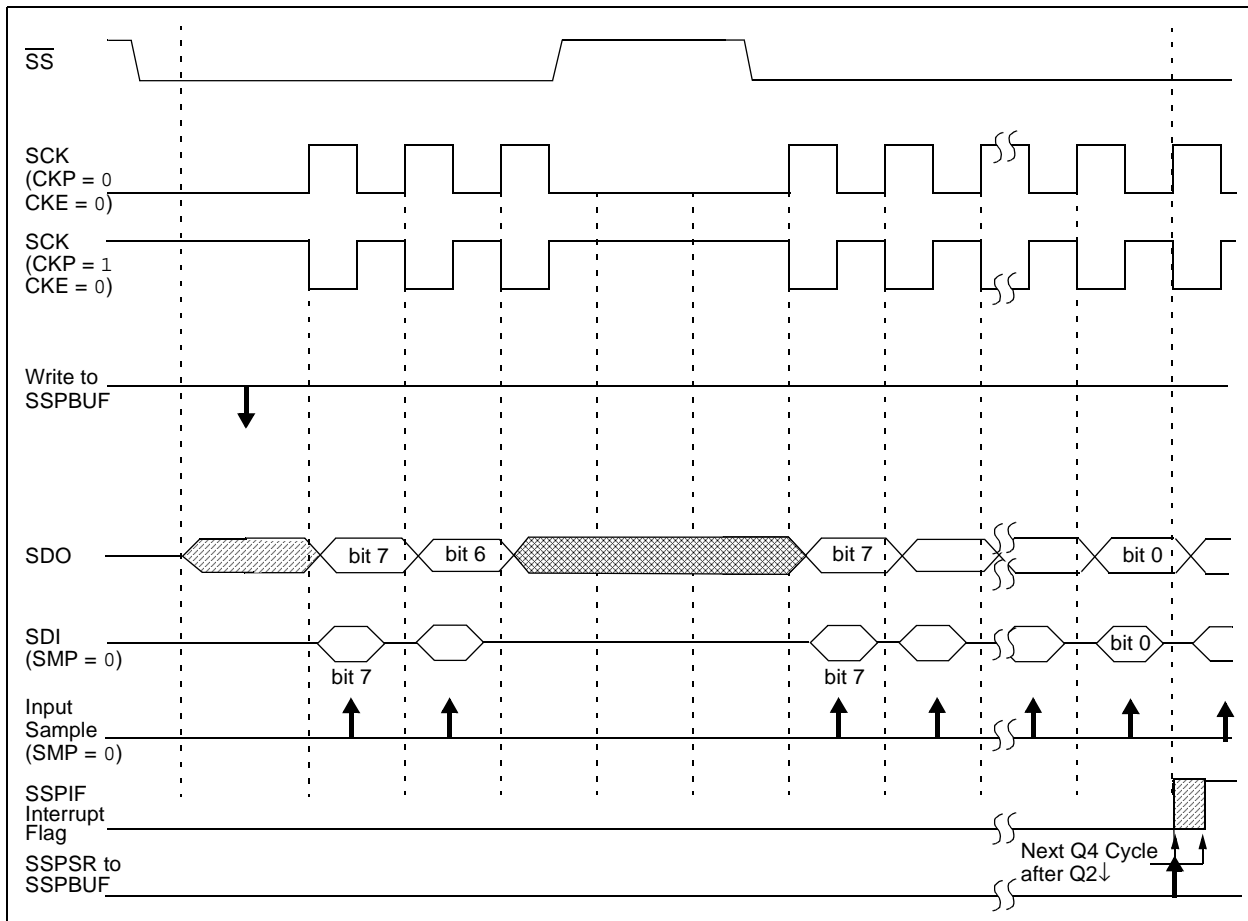 SS
SCK
(CKP = 0
CKE = 0)
SCK
(CKP = 1
CKE = 0)
Write to
SSPBUF
SDO
bit 7
bit 6
bit 7
bit 0
SDI
(SMP = 0)
bit 7
bit 7
bit 0
Input
Sample
(SMP = 0)
SSPIF
Interrupt
Flag
SSPSR to
SSPBUF
Next Q4 Cycle
after Q2↓